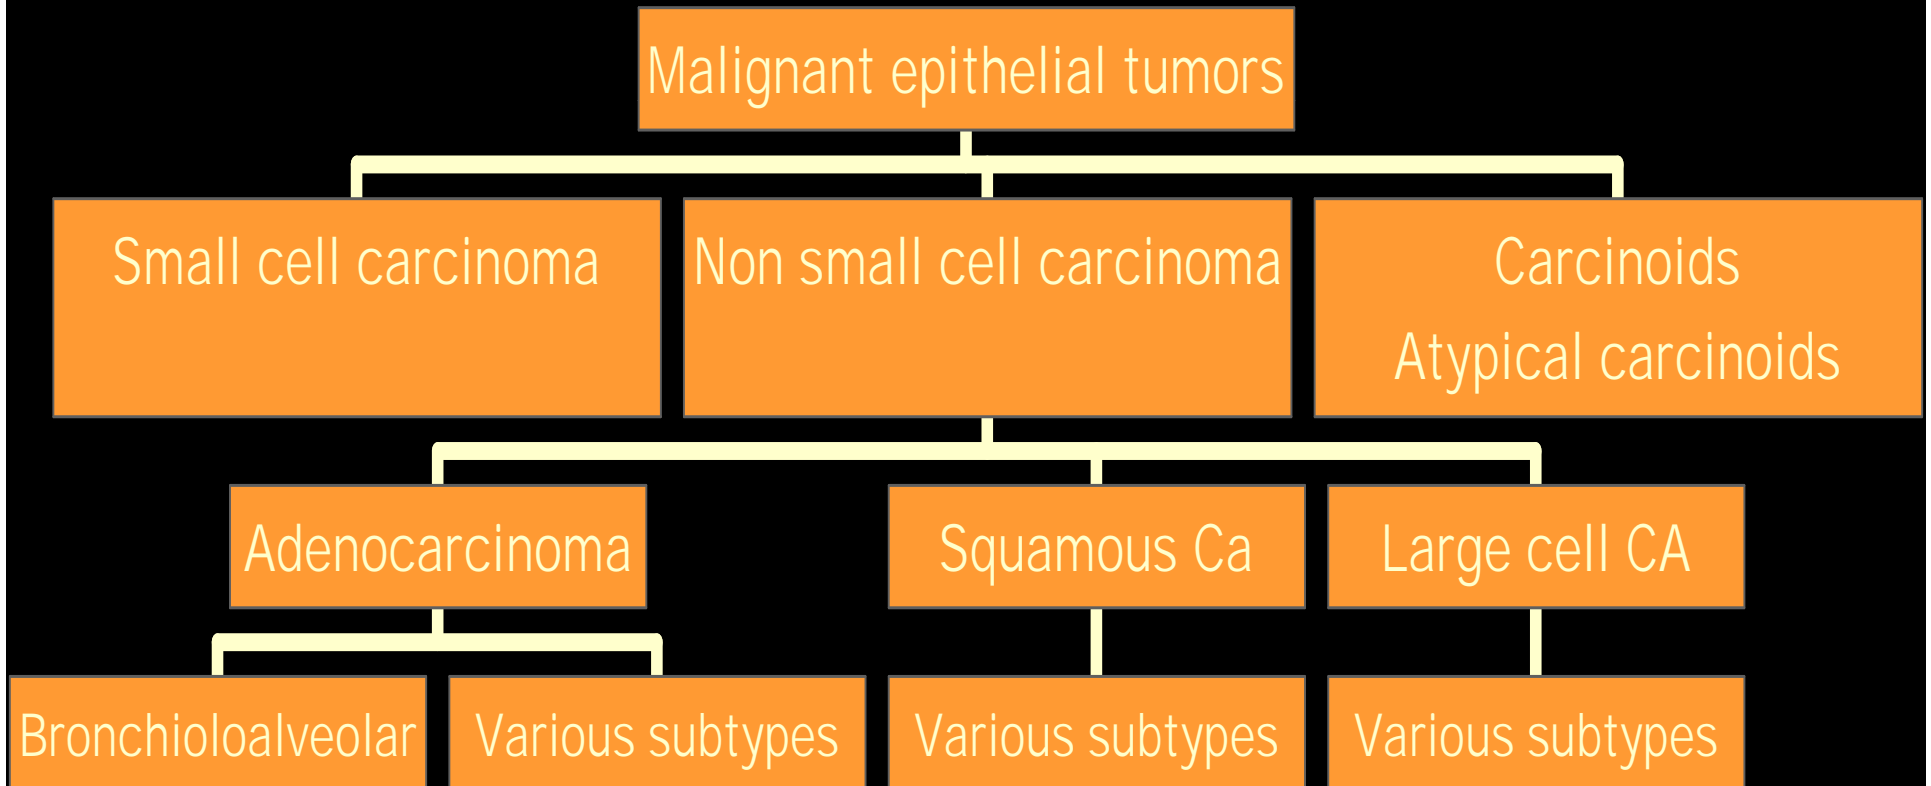 Malignant epithelial tumors
Small cell carcinoma
Non small cell carcinoma
Carcinoids
Atypical carcinoids
Adenocarcinoma
Squamous Ca
Large cell CA
Bronchioloalveolar
Various subtypes
Various subtypes
Various subtypes